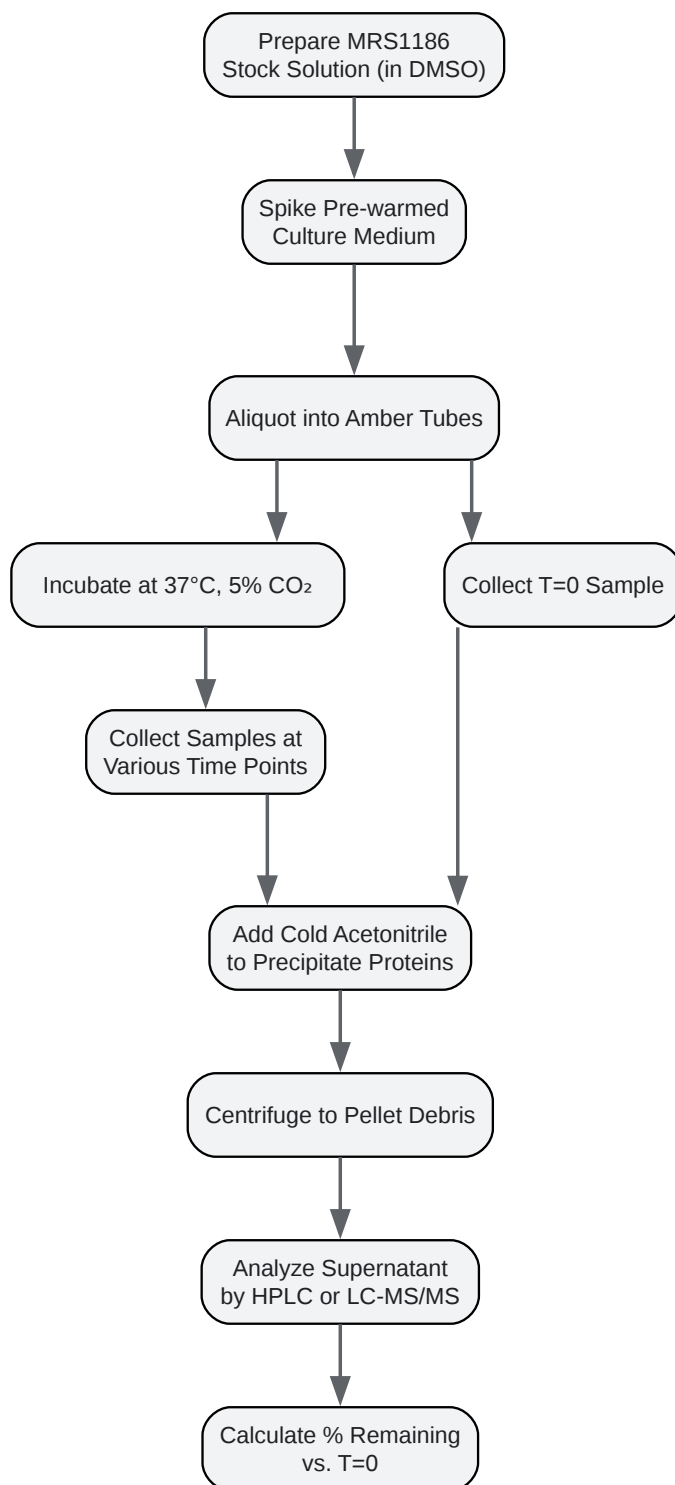 Prepare MRS1186
Stock Solution (in DMSO)
Spike Pre-warmed
Culture Medium
Aliquot into Amber Tubes
Incubate at 37°C, 5% CO₂
Collect T=0 Sample
Collect Samples at
Various Time Points
Add Cold Acetonitrile
to Precipitate Proteins
Centrifuge to Pellet Debris
Analyze Supernatant
by HPLC or LC-MS/MS
Calculate % Remaining
vs. T=0